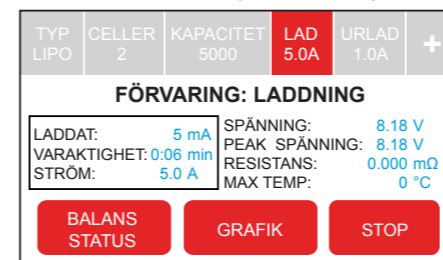 TYP CELLER KAPACITET LAD URLAD +
LIPO 2 5000 5.0A 1.0A
FÖRVARING: LADDNING
LADDAT: 5 mA
VARAKTIGHET: 0:06 min
STRÖM: 5.0 A
SPÄNNING: 8.18 V
PEAK SPÄNNING: 8.18 V
RESISTANS: 0.000 mΩ
MAX TEMP: 0 °C
BALANS
STATUS
GRAFIK
STOP